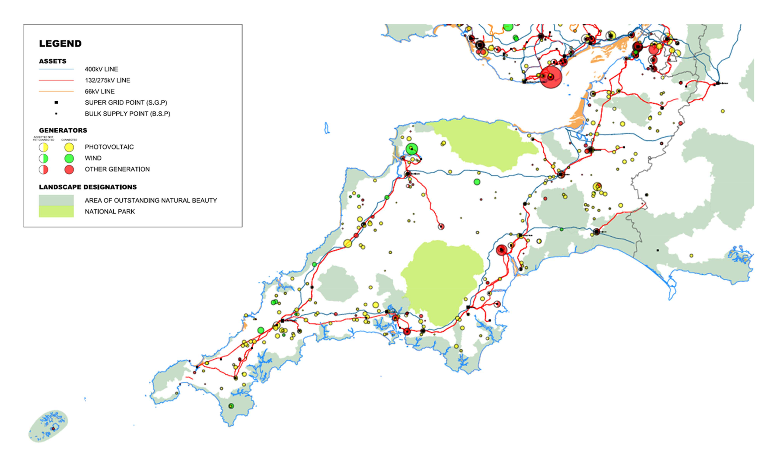 LEGEND
ASSETS
400kV LINE
132/275kV LINE
66kV LINE
SUPER GRID POINT (S.G.P)
BULK SUPPLY POINT (B.S.P)
GENERATORS
PHOTOVOLTAIC
WIND
OTHER GENERATION
LANDSCAPE DESIGNATIONS
AREA OF OUTSTANDING NATURAL BEAUTY
NATIONAL PARK